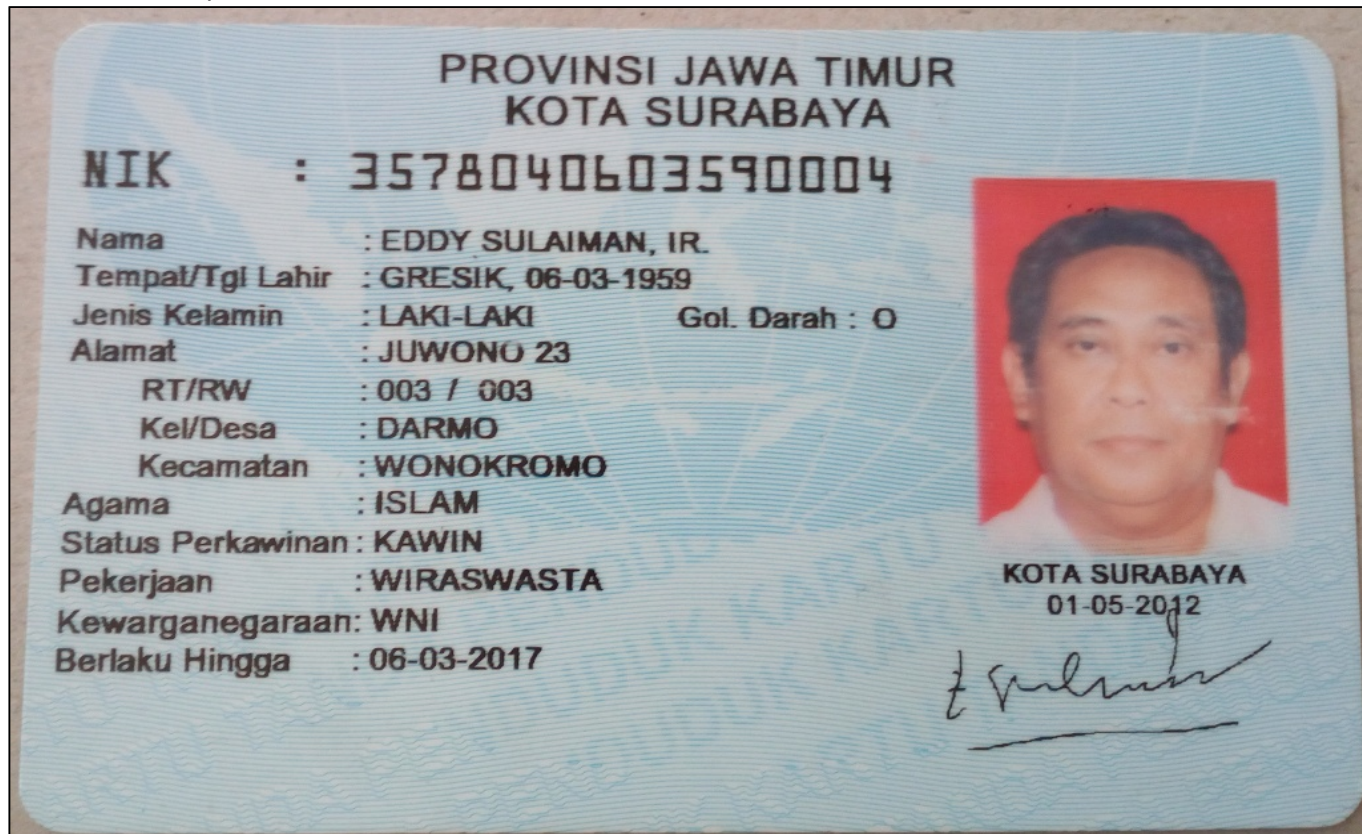 PROVINSI JAWA TIMUR
KOTA SURABAYA
NIK : 3578040603590004
Nama : EDDY SULAIMAN, IR.
Tempat/Tgl Lahir : GRESIK, 06-03-1959
Jenis Kelamin : LAKI-LAKI Gol. Darah : O
Alamat : JUWONO 23
RT/RW : 003 / 003
Kel/Desa : DARMO
Kecamatan : WONOKROMO
Agama : ISLAM
Status Perkawinan : KAWIN
Pekerjaan : WIRASWASTA
Kewarganegaraan: WNI
Berlaku Hingga : 06-03-2017
KOTA SURABAYA
01-05-2012